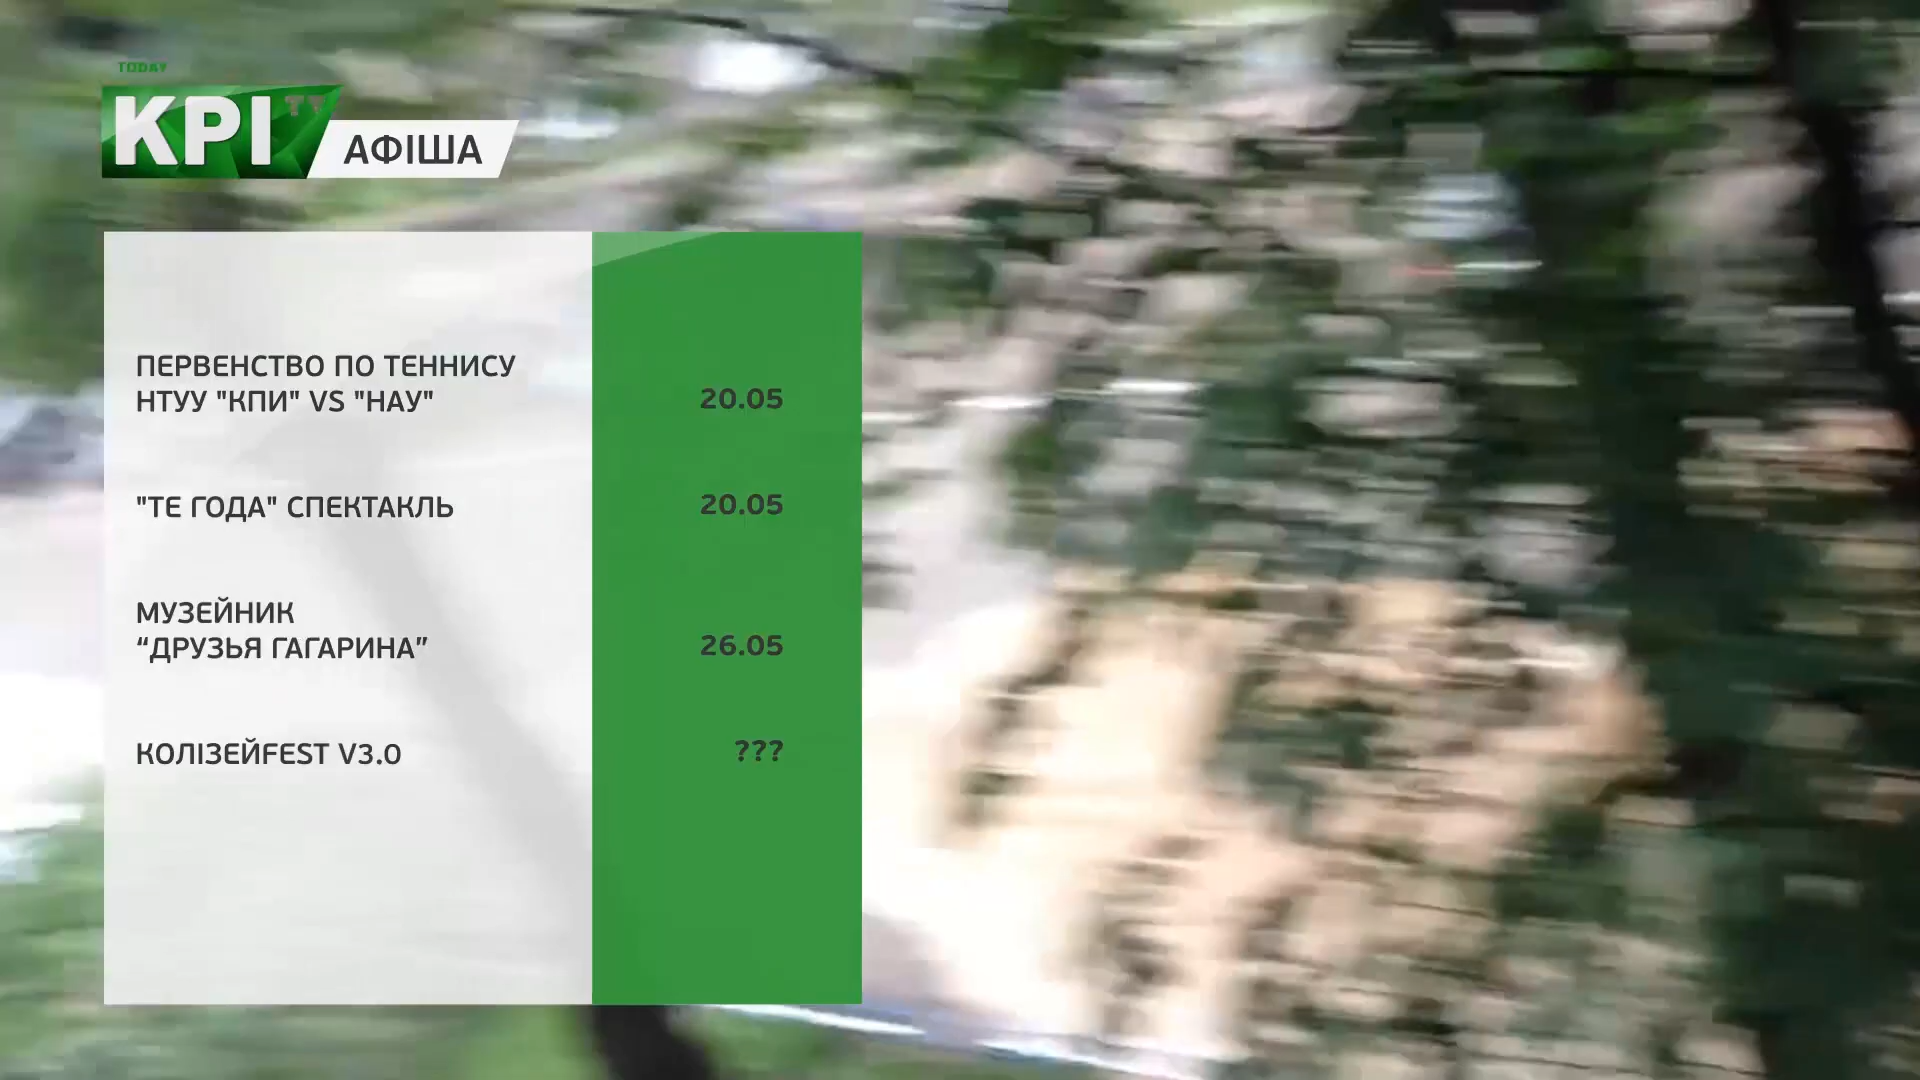 TODAY
KPI TV
АФІША
ПЕРВЕНСТВО ПО ТЕННИСУ
НТУУ "КПИ" VS "НАУ" 20.05
"ТЕ ГОДА" СПЕКТАКЛЬ 20.05
МУЗЕЙНИК
“ДРУЗЬЯ ГАГАРИНА” 26.05
КОЛІЗЕЙFEST V3.0 ???